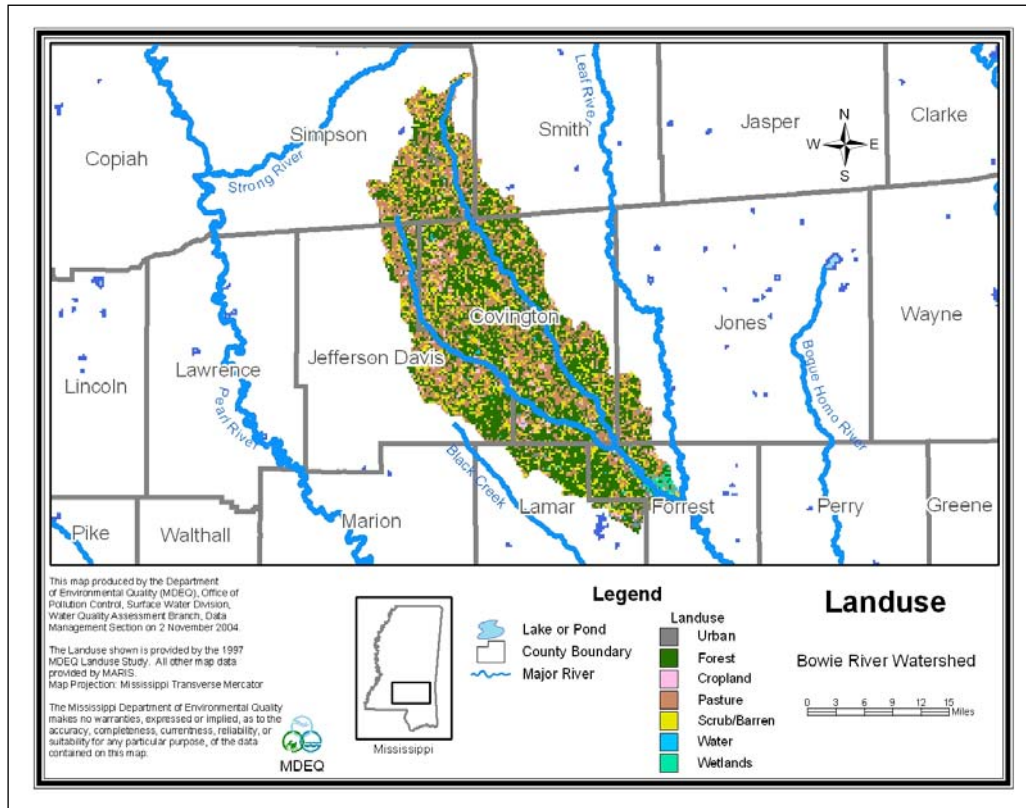 Copiah
Simpson
Strong River
Leaf River
Smith
Jasper
Clarke
N
W E
S
Lincoln
Lawrence
Pearl River
Jefferson Davis
Covington
Jones
Bogue Homo River
Wayne
Pike
Walthall
Marion
Black Creek
Lamar
Forrest
Perry
Greene
This map produced by the Department
of Environmental Quality (MDEQ), Office of
Pollution Control, Surface Water Division,
Water Quality Assessment Branch, Data
Management Section on 2 November 2004.
The Landuse shown is provided by the 1997
MDEQ Landuse Study. All other map data
provided by MARIS.
Map Projection: Mississippi Transverse Mercator
The Mississippi Department of Environmental Quality
makes no warranties, expressed or implied, as to the
accuracy, completeness, currentness, reliability, or
suitability for any particular purpose, of the data
contained on this map.
MDEQ
Mississippi
Legend
Lake or Pond
County Boundary
Major River
Landuse
Urban
Forest
Cropland
Pasture
Scrub/Barren
Water
Wetlands
Landuse
Bowie River Watershed
0 3 6 9 12 15
Miles